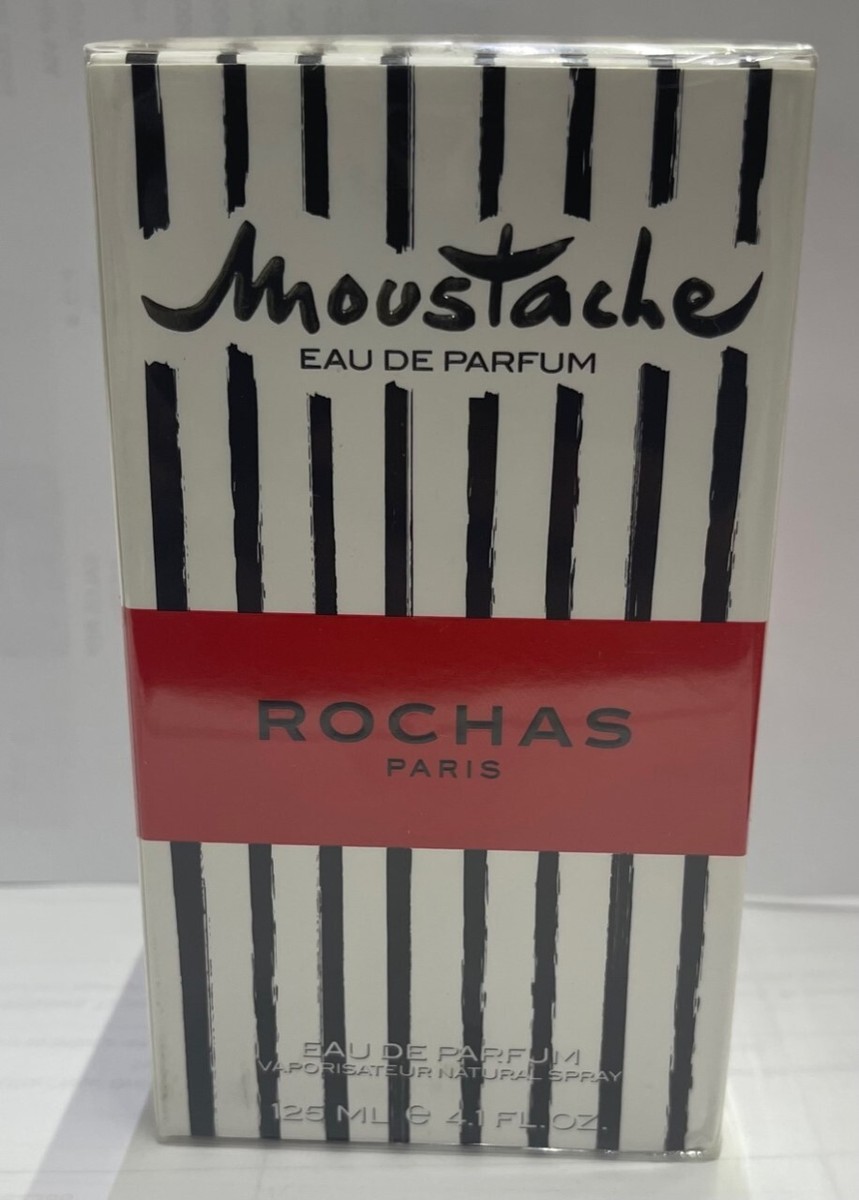 Moustache
EAU DE PARFUM
ROCHAS
PARIS
EAU DE PARFUM
VAPORISATEUR NATURAL SPRAY
125 ML e 4.1 FL. OZ.